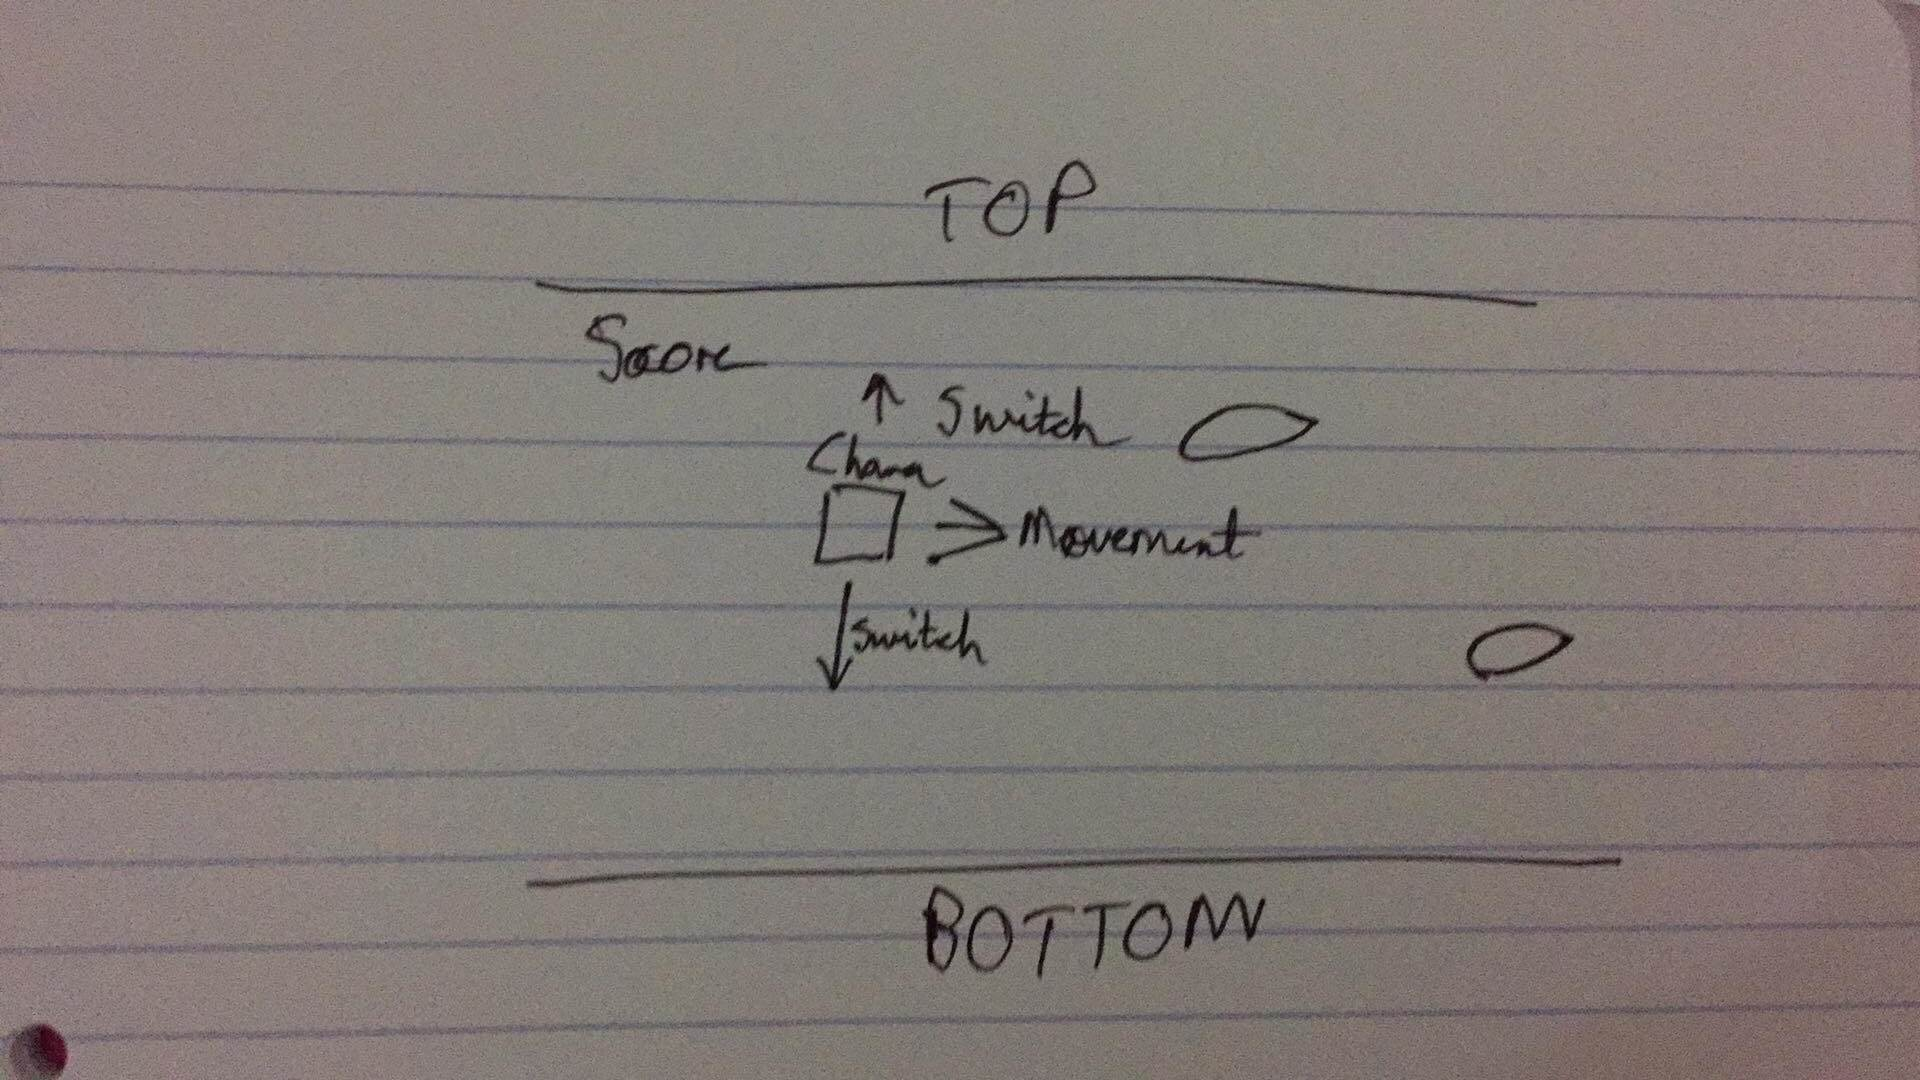 TOP
Score
↑ Switch
Chara
→ Movement
↓ switch
BOTTOM